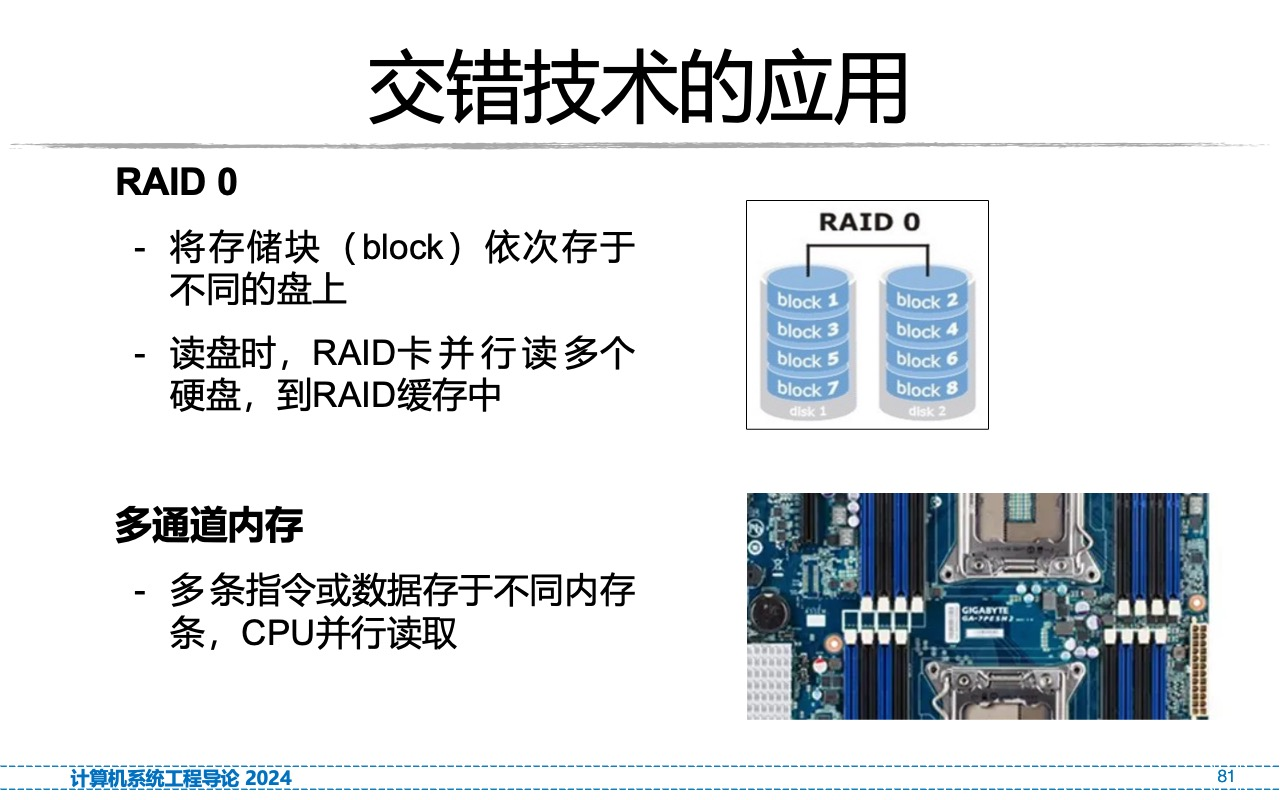 交错技术的应用
RAID 0
- 将存储块（block）依次存于
不同的盘上
- 读盘时，RAID卡并行读多个
硬盘，到RAID缓存中
RAID 0
block 1
block 2
block 3
block 4
block 5
block 6
block 7
block 8
disk 1
disk 2
多通道内存
- 多条指令或数据存于不同内存
条，CPU并行读取
GIGABYTE
GA-7PESH2
计算机系统工程导论 2024
81